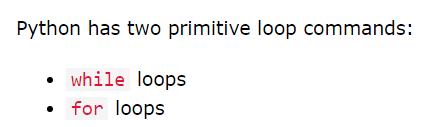 Python has two primitive loop commands:
• while loops
• for loops